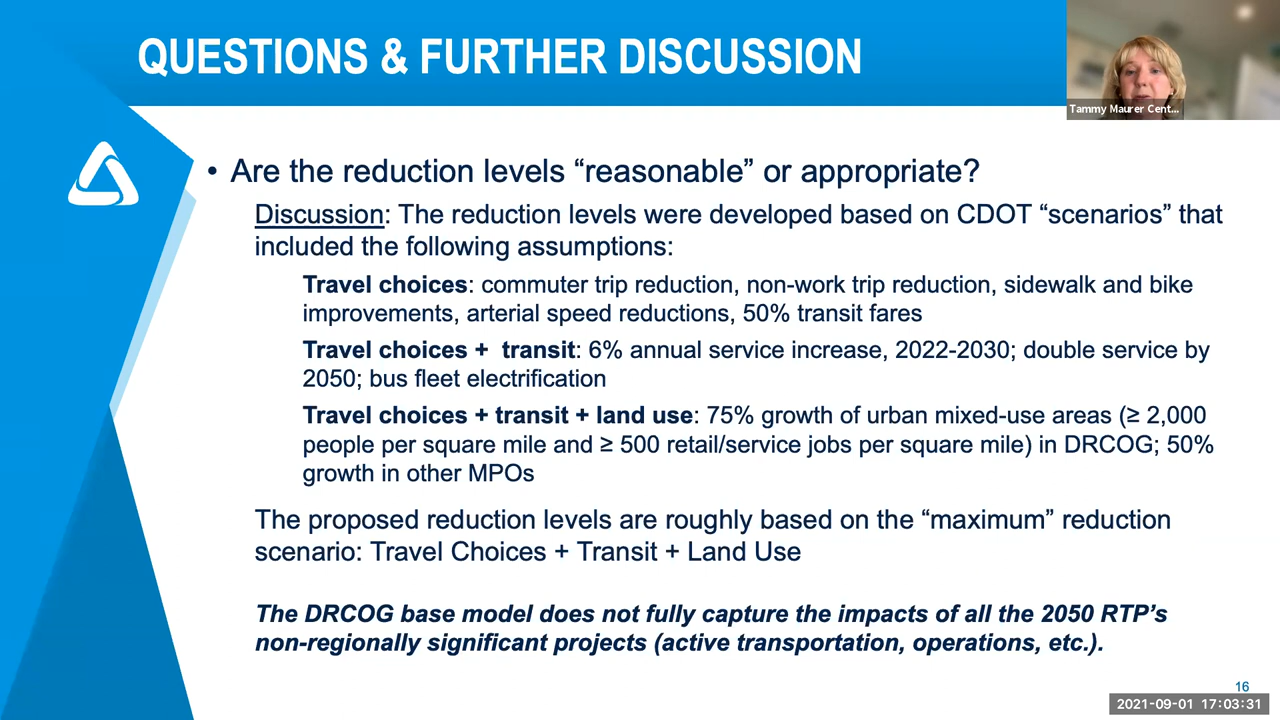 QUESTIONS & FURTHER DISCUSSION
Tammy Maurer Cent...
• Are the reduction levels “reasonable” or appropriate?
Discussion: The reduction levels were developed based on CDOT “scenarios” that
included the following assumptions:
Travel choices: commuter trip reduction, non-work trip reduction, sidewalk and bike
improvements, arterial speed reductions, 50% transit fares
Travel choices + transit: 6% annual service increase, 2022-2030; double service by
2050; bus fleet electrification
Travel choices + transit + land use: 75% growth of urban mixed-use areas (≥ 2,000
people per square mile and ≥ 500 retail/service jobs per square mile) in DRCOG; 50%
growth in other MPOs
The proposed reduction levels are roughly based on the “maximum” reduction
scenario: Travel Choices + Transit + Land Use
The DRCOG base model does not fully capture the impacts of all the 2050 RTP’s
non-regionally significant projects (active transportation, operations, etc.).
16
2021-09-01 17:03:31